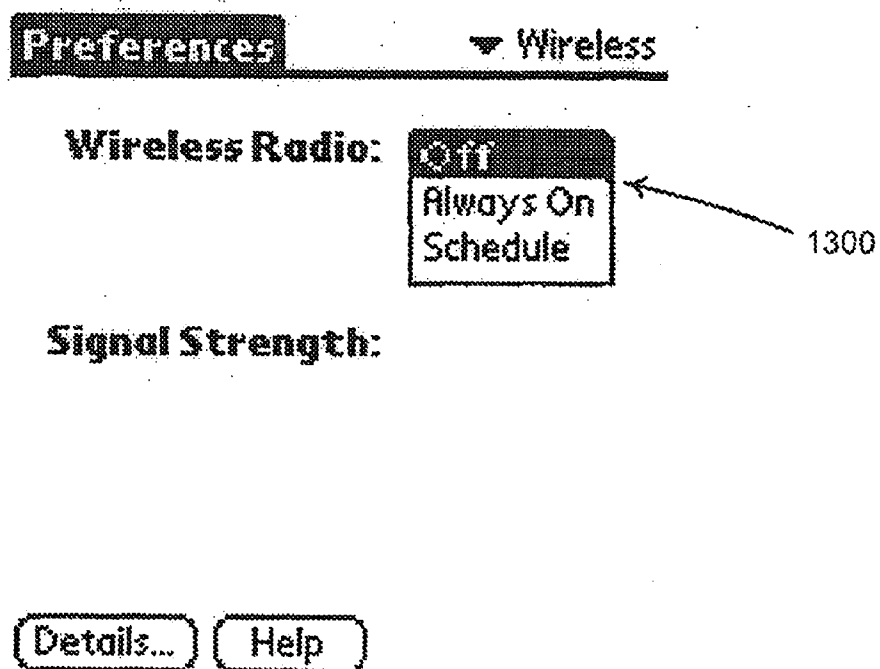 Preferences ▼ Wireless
Wireless Radio: Off
Always On
Schedule
1300
Signal Strength:
Details... Help